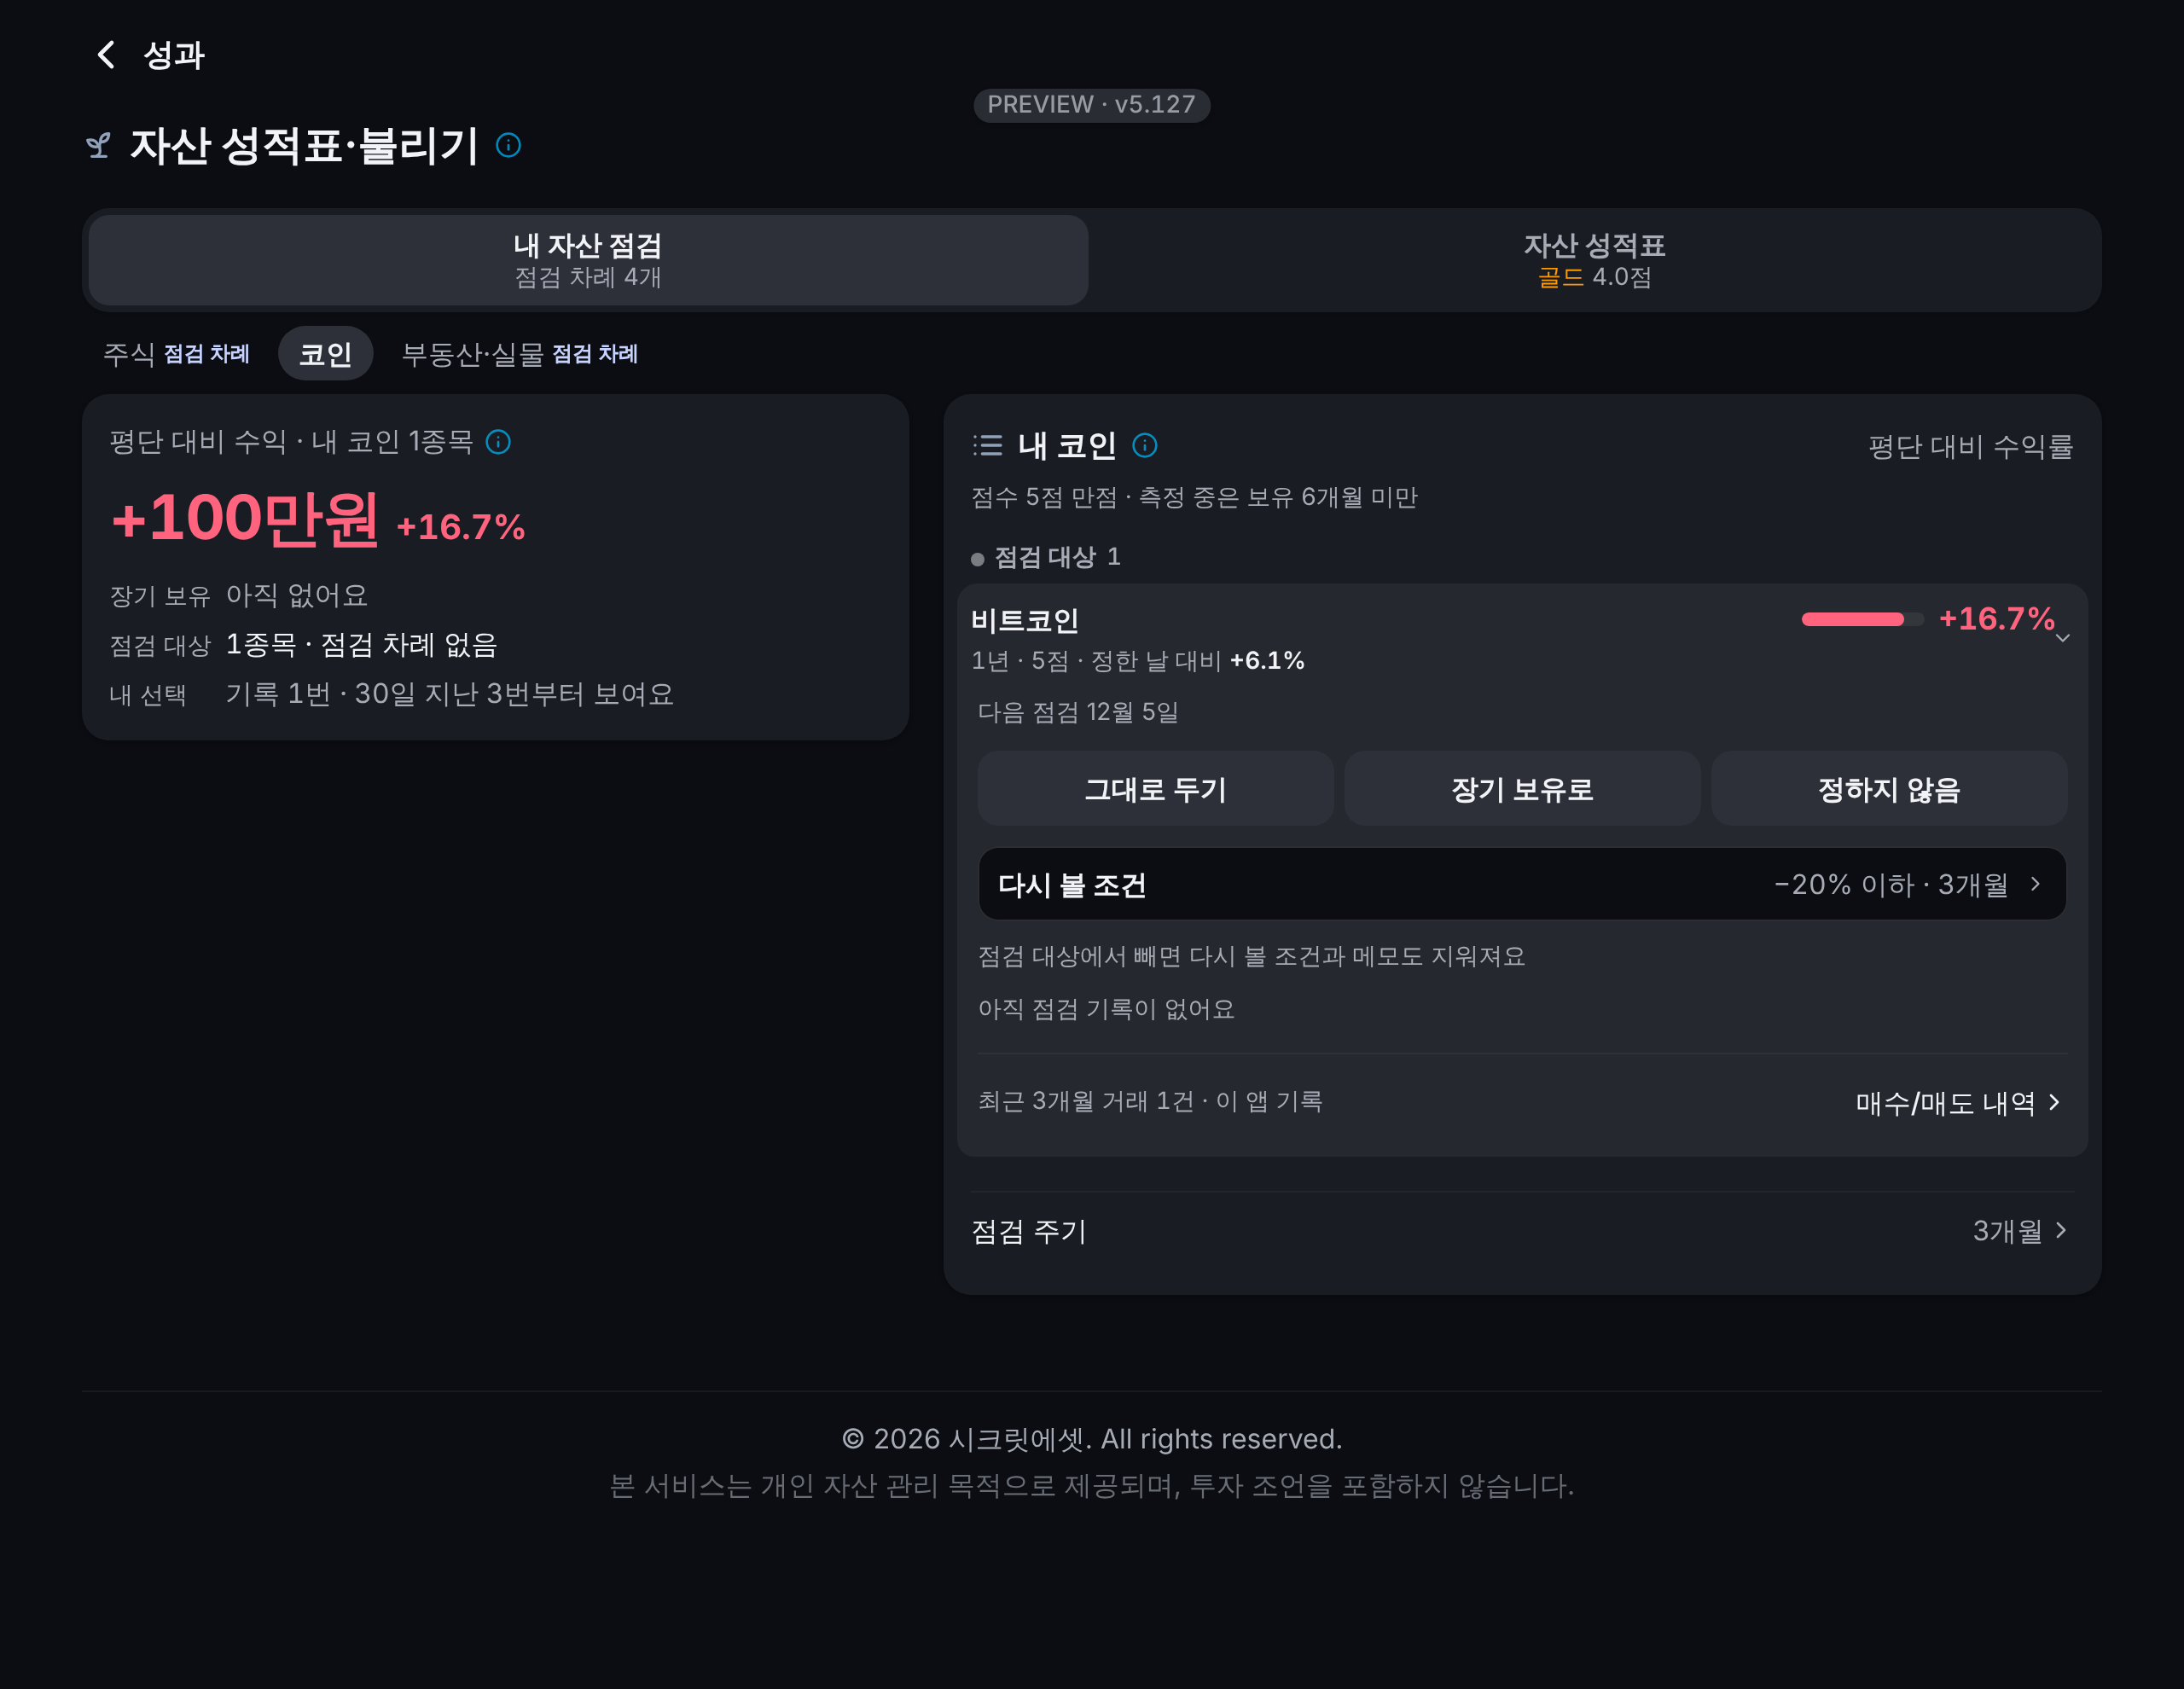 성과
PREVIEW · v5.127
자산 성적표·불리기
내 자산 점검
점검 차례 4개
자산 성적표
골드 4.0점
주식 점검 차례 코인 부동산·실물 점검 차례
평단 대비 수익 · 내 코인 1종목
+100만원 +16.7%
장기 보유 아직 없어요
점검 대상 1종목 · 점검 차례 없음
내 선택 기록 1번 · 30일 지난 3번부터 보여요
내 코인 평단 대비 수익률
점수 5점 만점 · 측정 중은 보유 6개월 미만
점검 대상 1
비트코인 +16.7%
1년 · 5점 · 정한 날 대비 +6.1%
다음 점검 12월 5일
그대로 두기 장기 보유로 정하지 않음
다시 볼 조건 −20% 이하 · 3개월
점검 대상에서 빼면 다시 볼 조건과 메모도 지워져요
아직 점검 기록이 없어요
최근 3개월 거래 1건 · 이 앱 기록 매수/매도 내역
점검 주기 3개월
© 2026 시크릿에셋. All rights reserved.
본 서비스는 개인 자산 관리 목적으로 제공되며, 투자 조언을 포함하지 않습니다.